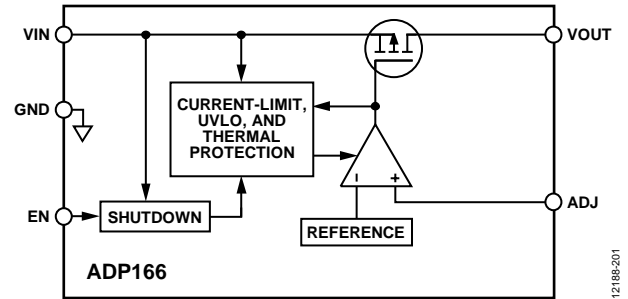 VIN
VOUT
GND
CURRENT-LIMIT,
UVLO, AND
THERMAL
PROTECTION
– +
EN
SHUTDOWN
ADJ
REFERENCE
ADP166
12188-201